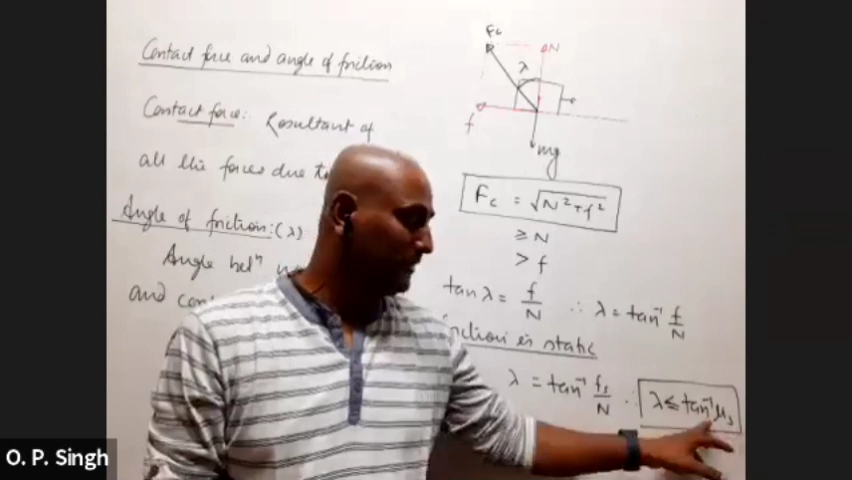 Contact force and angle of friction
Contact force: Resultant of
all the forces due to
Angle of friction: (λ)
Angle betⁿ
and con
Fc
N
λ
f
mg
Fc = √N²+f²
≥ N
> f
tan λ = f/N ∴ λ = tan⁻¹ f/N
friction is static
λ = tan⁻¹ fs/N ∴ λ ≤ tan⁻¹ μs
O. P. Singh